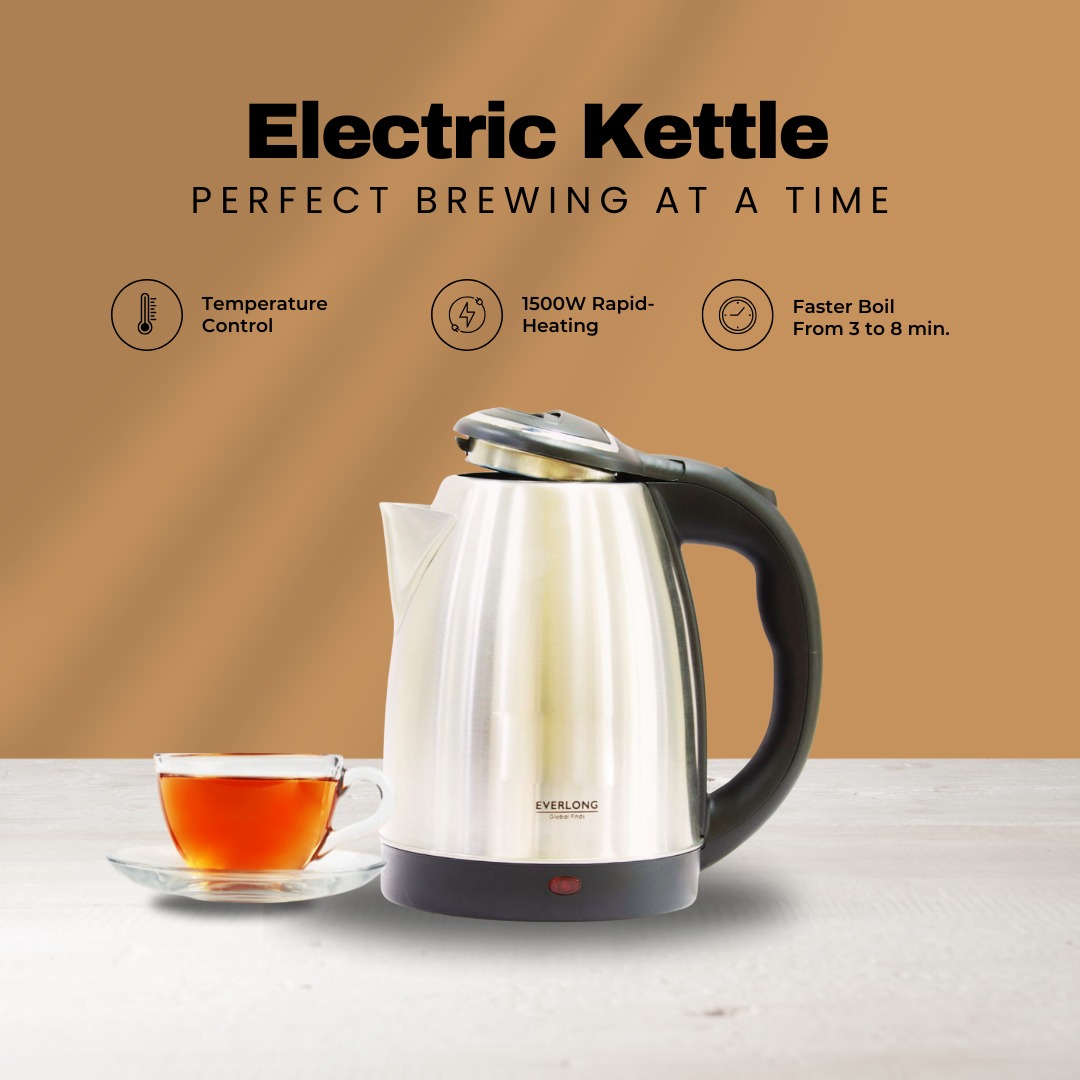 Electric Kettle
PERFECT BREWING AT A TIME
Temperature
Control
1500W Rapid-
Heating
Faster Boil
From 3 to 8 min.
EVERLONG
Global Finds